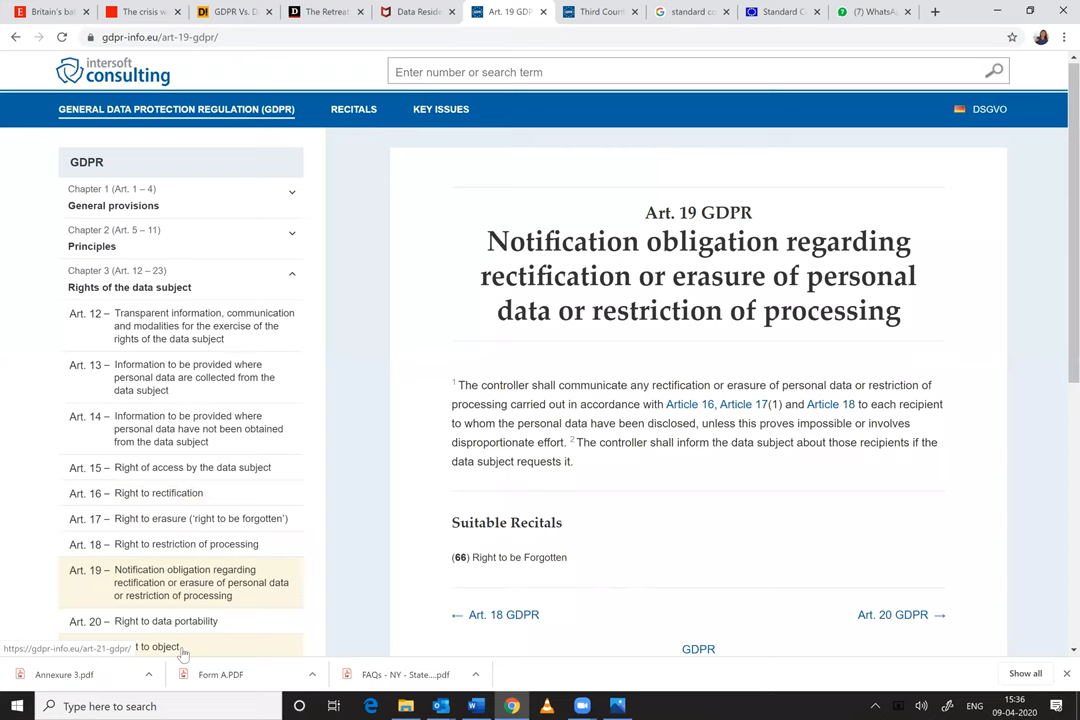 Britain's bat
The crisis w
GDPR Vs. D
The Retreat
Data Reside
Art. 19 GDP
Third Count
standard co
Standard C
(7) WhatsA
gdpr-info.eu/art-19-gdpr/
intersoft
consulting
Enter number or search term
GENERAL DATA PROTECTION REGULATION (GDPR)
RECITALS
KEY ISSUES
DSGVO
GDPR
Chapter 1 (Art. 1 – 4)
General provisions
Chapter 2 (Art. 5 – 11)
Principles
Chapter 3 (Art. 12 – 23)
Rights of the data subject
Art. 12 – Transparent information, communication
and modalities for the exercise of the
rights of the data subject
Art. 13 – Information to be provided where
personal data are collected from the
data subject
Art. 14 – Information to be provided where
personal data have not been obtained
from the data subject
Art. 15 – Right of access by the data subject
Art. 16 – Right to rectification
Art. 17 – Right to erasure (‘right to be forgotten’)
Art. 18 – Right to restriction of processing
Art. 19 – Notification obligation regarding
rectification or erasure of personal data
or restriction of processing
Art. 20 – Right to data portability
t to object
https://gdpr-info.eu/art-21-gdpr/
Art. 19 GDPR
Notification obligation regarding
rectification or erasure of personal
data or restriction of processing
1 The controller shall communicate any rectification or erasure of personal data or restriction of
processing carried out in accordance with Article 16, Article 17(1) and Article 18 to each recipient
to whom the personal data have been disclosed, unless this proves impossible or involves
disproportionate effort. 2 The controller shall inform the data subject about those recipients if the
data subject requests it.
Suitable Recitals
(66) Right to be Forgotten
← Art. 18 GDPR
Art. 20 GDPR →
GDPR
Annexure 3.pdf
Form A.PDF
FAQs - NY - State....pdf
Show all
Type here to search
ENG
15:36
09-04-2020